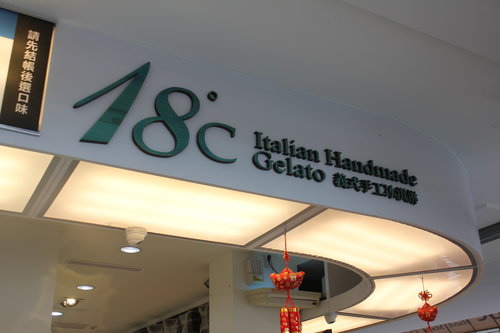 請先結帳後選口味
18°C
Italian Handmade
Gelato 義式手工冰淇淋